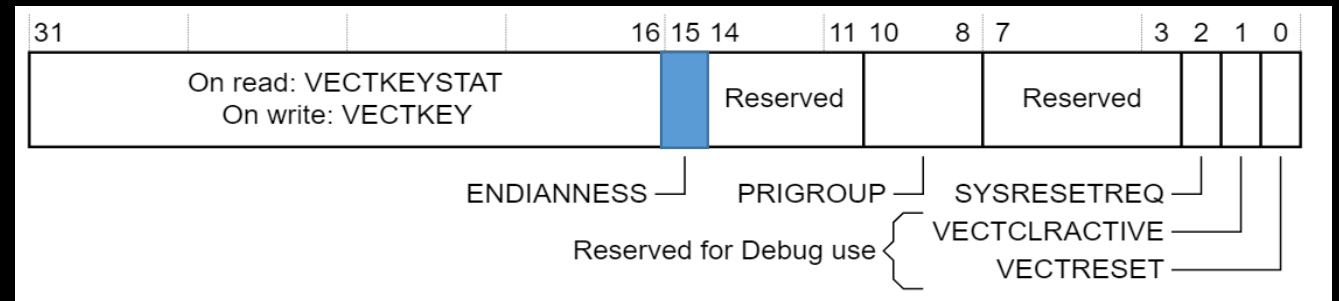 31 16 15 14 11 10 8 7 3 2 1 0
On read: VECTKEYSTAT
On write: VECTKEY
Reserved
Reserved
ENDIANNESS
PRIGROUP
SYSRESETREQ
Reserved for Debug use
VECTCLRACTIVE
VECTRESET